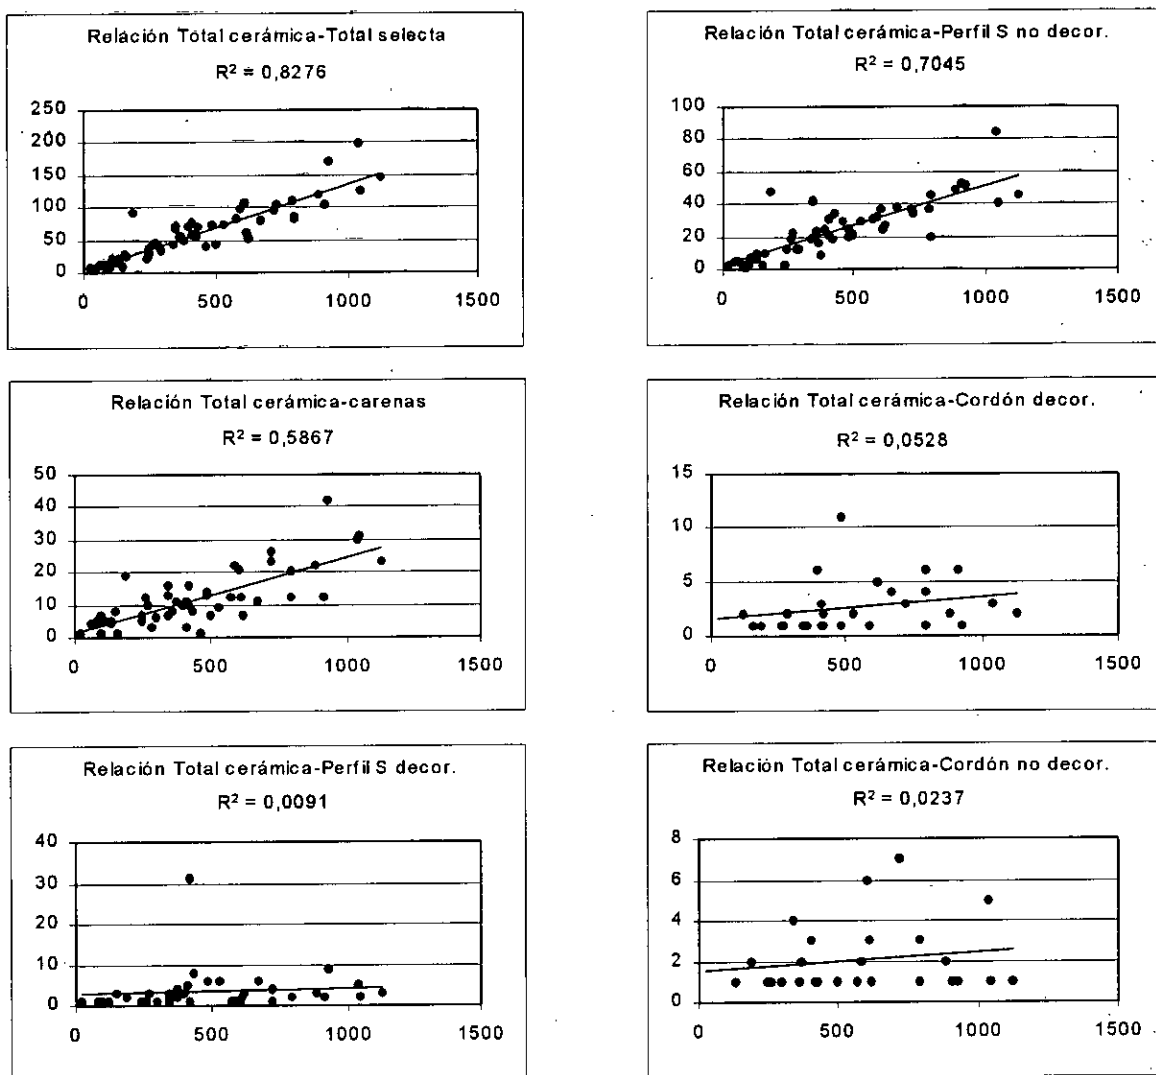 Relación Total cerámica-Total selecta
R² = 0,8276
250
200
150
100
50
0
0 500 1000 1500
Relación Total cerámica-Perfil S no decor.
R² = 0,7045
100
80
60
40
20
0
0 500 1000 1500
Relación Total cerámica-carenas
R² = 0,5867
50
40
30
20
10
0
0 500 1000 1500
Relación Total cerámica-Cordón decor.
R² = 0,0528
15
10
5
0
0 500 1000 1500
Relación Total cerámica-Perfil S decor.
R² = 0,0091
40
30
20
10
0
0 500 1000 1500
Relación Total cerámica-Cordón no decor.
R² = 0,0237
8
6
4
2
0
0 500 1000 1500